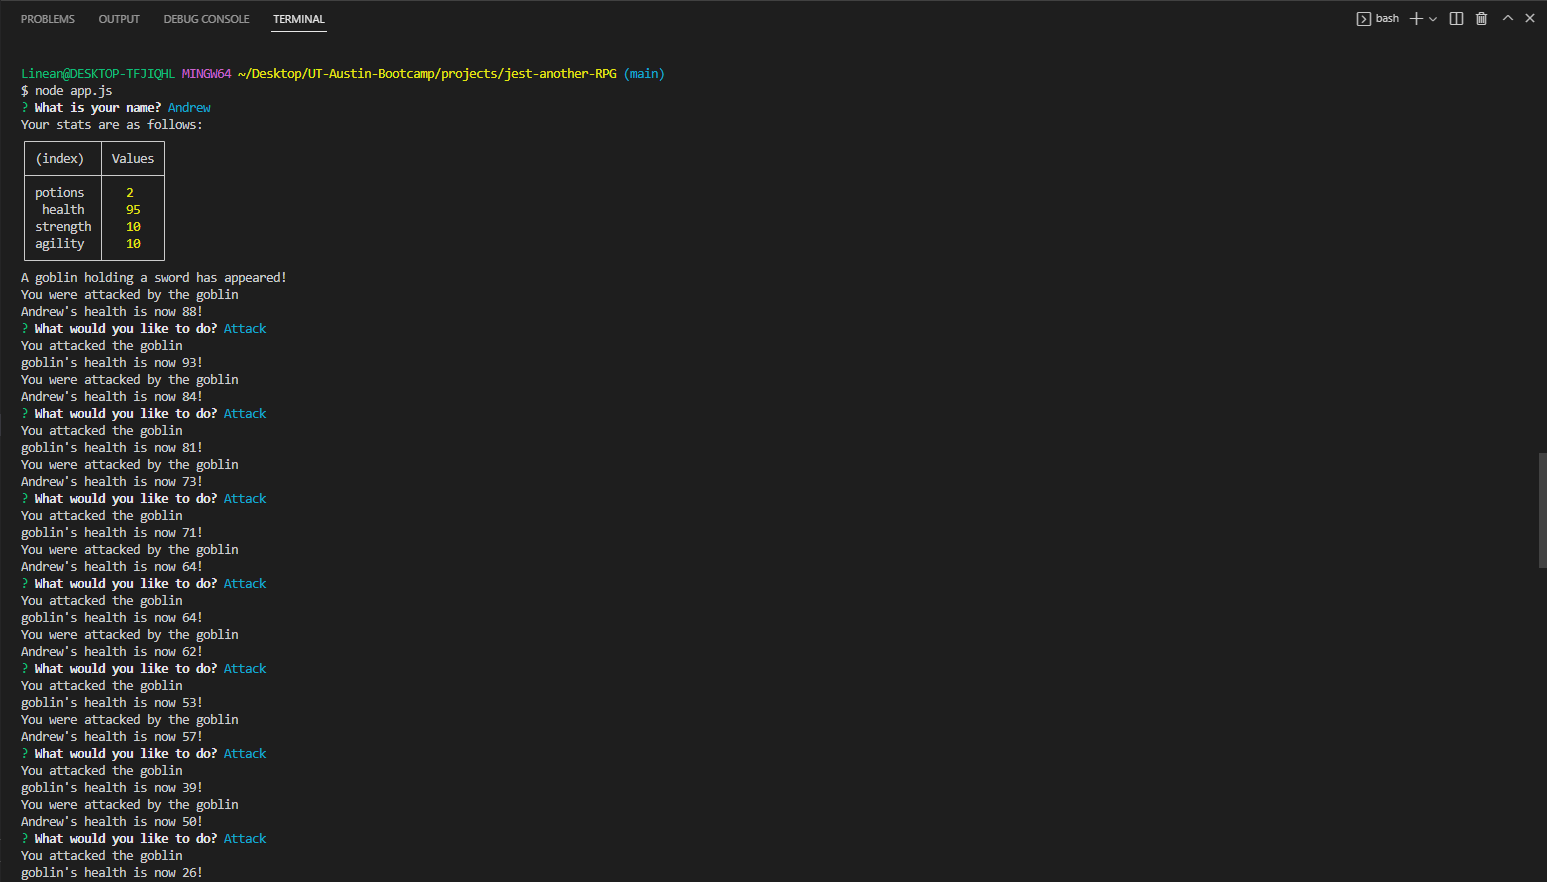 PROBLEMS OUTPUT DEBUG CONSOLE TERMINAL bash
Linean@DESKTOP-TFJIQHL MINGW64 ~/Desktop/UT-Austin-Bootcamp/projects/jest-another-RPG (main)
$ node app.js
? What is your name? Andrew
Your stats are as follows:
(index) Values
potions 2
health 95
strength 10
agility 10
A goblin holding a sword has appeared!
You were attacked by the goblin
Andrew's health is now 88!
? What would you like to do? Attack
You attacked the goblin
goblin's health is now 93!
You were attacked by the goblin
Andrew's health is now 84!
? What would you like to do? Attack
You attacked the goblin
goblin's health is now 81!
You were attacked by the goblin
Andrew's health is now 73!
? What would you like to do? Attack
You attacked the goblin
goblin's health is now 71!
You were attacked by the goblin
Andrew's health is now 64!
? What would you like to do? Attack
You attacked the goblin
goblin's health is now 64!
You were attacked by the goblin
Andrew's health is now 62!
? What would you like to do? Attack
You attacked the goblin
goblin's health is now 53!
You were attacked by the goblin
Andrew's health is now 57!
? What would you like to do? Attack
You attacked the goblin
goblin's health is now 39!
You were attacked by the goblin
Andrew's health is now 50!
? What would you like to do? Attack
You attacked the goblin
goblin's health is now 26!